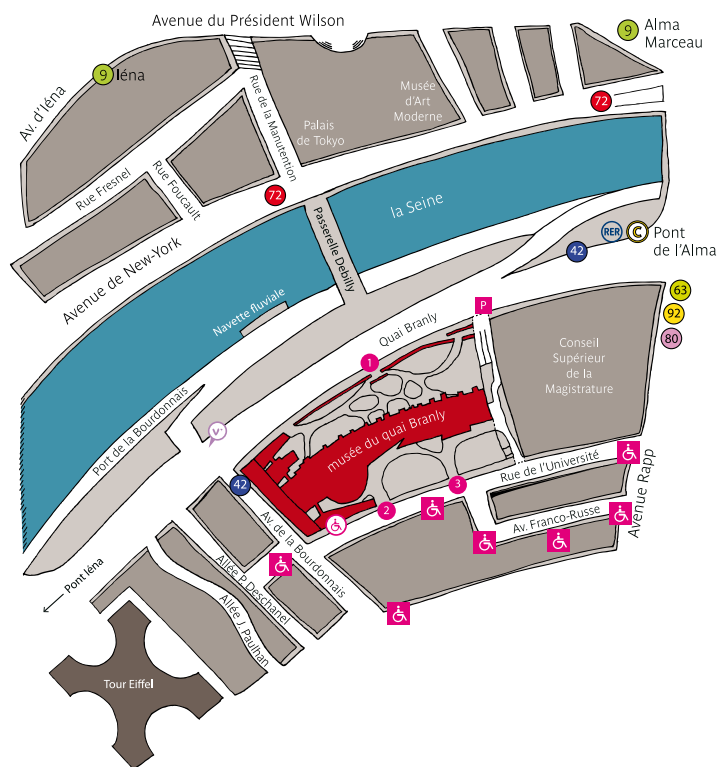 Avenue du Président Wilson
9
Alma
Marceau
9
Iéna
Av. d'Iéna
Rue de la Manutention
Musée
d'Art
Moderne
Palais
de Tokyo
72
Rue Fresnel
Rue Foucault
72
la Seine
Passerelle Debilly
Avenue de New-York
RER
C
Pont
de l'Alma
42
Navette fluviale
63
92
80
P
Quai Branly
1
Conseil
Supérieur
de la
Magistrature
Port de la Bourdonnais
V
musée du quai Branly
Rue de l'Université
42
3
2
Avenue Rapp
Av. Franco-Russe
Av. de la Bourdonnais
Pont Iéna
Allée P. Deschanel
Allée J. Paulhan
Tour Eiffel